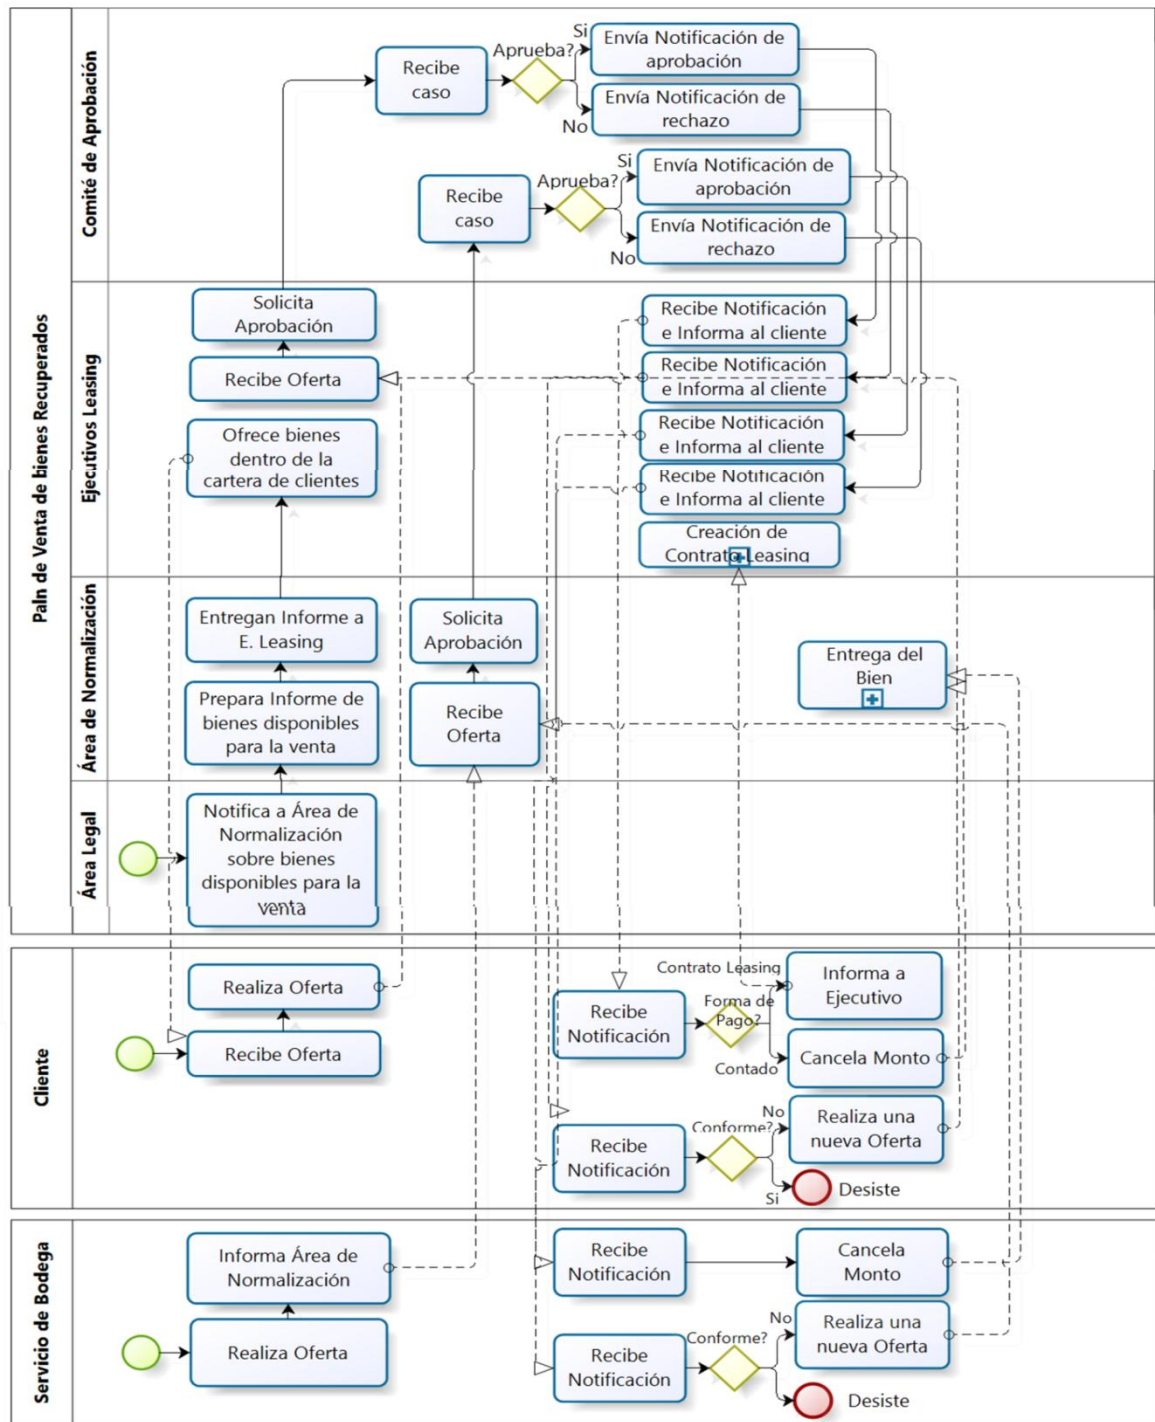 Paln de Venta de bienes Recuperados
Comité de Aprobación
Recibe
caso
Aprueba?
Si
Envía Notificación de
aprobación
No
Envía Notificación de
rechazo
Recibe
caso
Aprueba?
Si
Envía Notificación de
aprobación
No
Envía Notificación de
rechazo
Ejecutivos Leasing
Solicita
Aprobación
Recibe Oferta
Ofrece bienes
dentro de la
cartera de clientes
Recibe Notificación
e Informa al cliente
Recibe Notificación
e Informa al cliente
Recibe Notificación
e Informa al cliente
Recibe Notificación
e Informa al cliente
Creación de
Contrato Leasing
Área de Normalización
Entregan Informe a
E. Leasing
Prepara Informe de
bienes disponibles
para la venta
Solicita
Aprobación
Recibe
Oferta
Entrega del
Bien
Área Legal
Notifica a Área de
Normalización
sobre bienes
disponibles para la
venta
Cliente
Realiza Oferta
Recibe Oferta
Recibe
Notificación
Contrato Leasing
Forma de
Pago?
Contado
Informa a
Ejecutivo
Cancela Monto
Recibe
Notificación
Conforme?
No
Realiza una
nueva Oferta
Si
Desiste
Servicio de Bodega
Informa Área de
Normalización
Realiza Oferta
Recibe
Notificación
Cancela
Monto
Recibe
Notificación
Conforme?
No
Realiza una
nueva Oferta
Si
Desiste